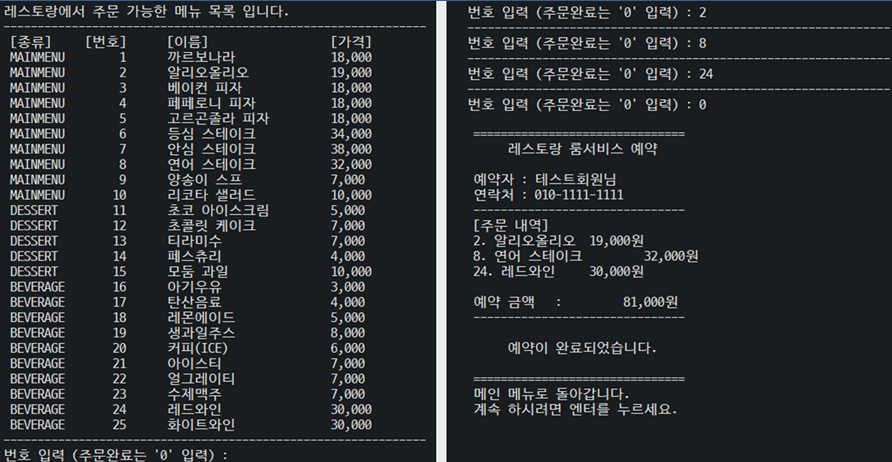 레스토랑에서 주문 가능한 메뉴 목록 입니다.
--------------------------------------------------------------
[종류] [번호] [이름] [가격]
MAINMENU 1 까르보나라 18,000
MAINMENU 2 알리오올리오 19,000
MAINMENU 3 베이컨 피자 18,000
MAINMENU 4 페페로니 피자 18,000
MAINMENU 5 고르곤졸라 피자 18,000
MAINMENU 6 등심 스테이크 34,000
MAINMENU 7 안심 스테이크 38,000
MAINMENU 8 연어 스테이크 32,000
MAINMENU 9 양송이 스프 7,000
MAINMENU 10 리코타 샐러드 10,000
DESSERT 11 초코 아이스크림 5,000
DESSERT 12 초콜릿 케이크 7,000
DESSERT 13 티라미수 7,000
DESSERT 14 페스츄리 4,000
DESSERT 15 모둠 과일 10,000
BEVERAGE 16 아기우유 3,000
BEVERAGE 17 탄산음료 4,000
BEVERAGE 18 레몬에이드 5,000
BEVERAGE 19 생과일주스 8,000
BEVERAGE 20 커피(ICE) 6,000
BEVERAGE 21 아이스티 7,000
BEVERAGE 22 얼그레이티 7,000
BEVERAGE 23 수제맥주 7,000
BEVERAGE 24 레드와인 30,000
BEVERAGE 25 화이트와인 30,000
--------------------------------------------------------------
번호 입력 (주문완료는 '0' 입력) :
번호 입력 (주문완료는 '0' 입력) : 2
--------------------------------------------------------------
번호 입력 (주문완료는 '0' 입력) : 8
--------------------------------------------------------------
번호 입력 (주문완료는 '0' 입력) : 24
--------------------------------------------------------------
번호 입력 (주문완료는 '0' 입력) : 0
===============================
레스토랑 룸서비스 예약
예약자 : 테스트회원님
연락처 : 010-1111-1111
-------------------------------
[주문 내역]
2. 알리오올리오 19,000원
8. 연어 스테이크 32,000원
24. 레드와인 30,000원
예약 금액 : 81,000원
-------------------------------
예약이 완료되었습니다.
===============================
메인 메뉴로 돌아갑니다.
계속 하시려면 엔터를 누르세요.